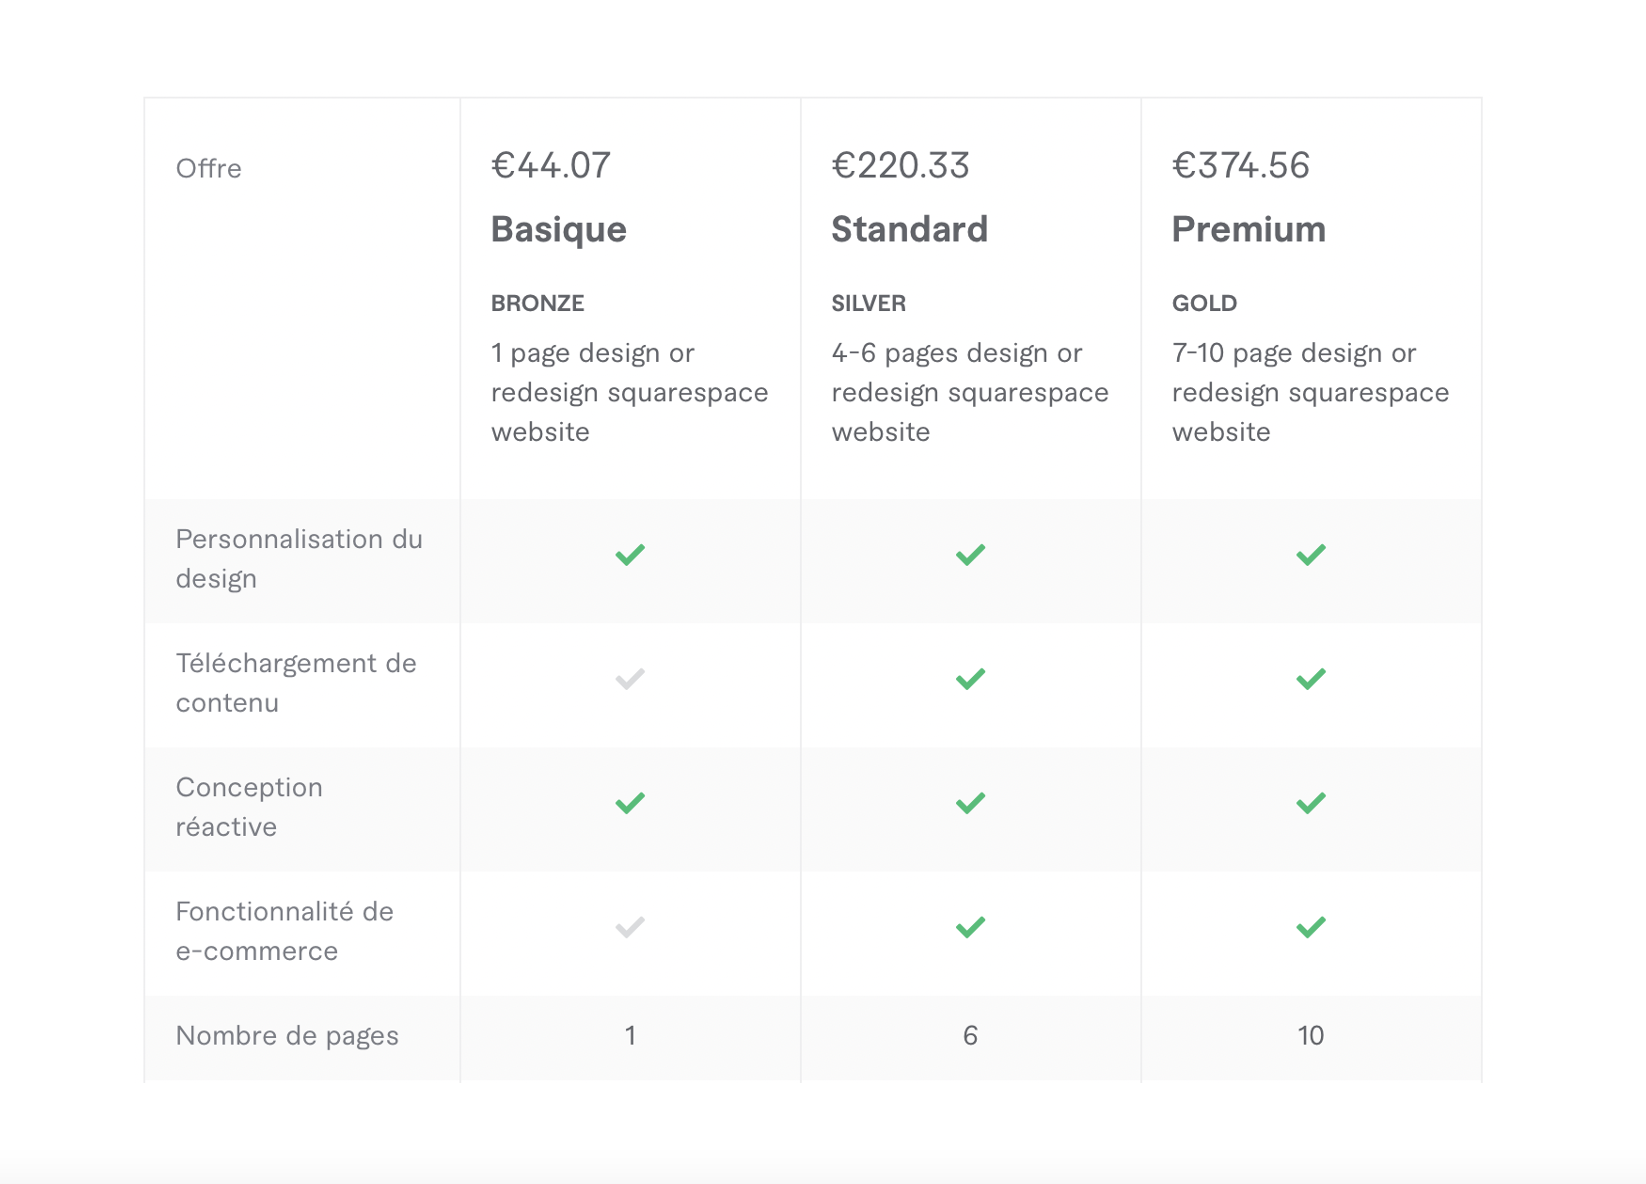 Offre
€44.07
Basique
BRONZE
1 page design or
redesign squarespace
website
€220.33
Standard
SILVER
4-6 pages design or
redesign squarespace
website
€374.56
Premium
GOLD
7-10 page design or
redesign squarespace
website
Personnalisation du
design
Téléchargement de
contenu
Conception
réactive
Fonctionnalité de
e-commerce
Nombre de pages
1
6
10